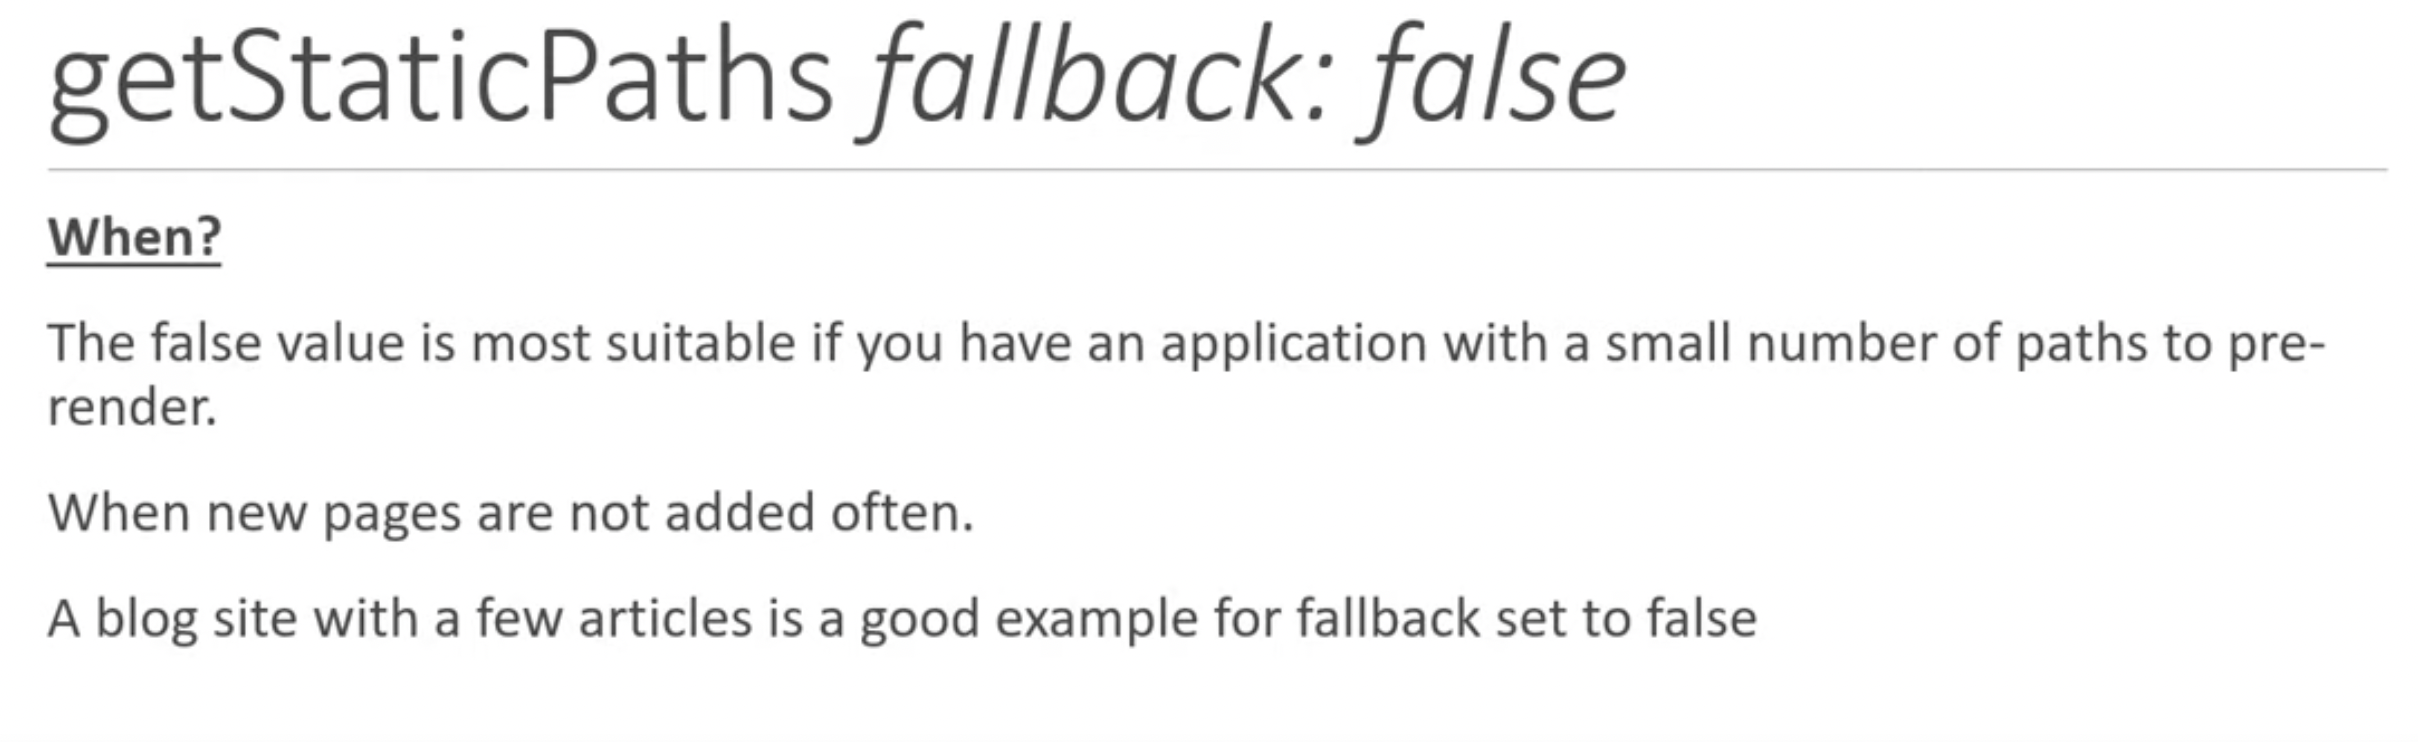 getStaticPaths fallback: false
When?
The false value is most suitable if you have an application with a small number of paths to pre-
render.
When new pages are not added often.
A blog site with a few articles is a good example for fallback set to false